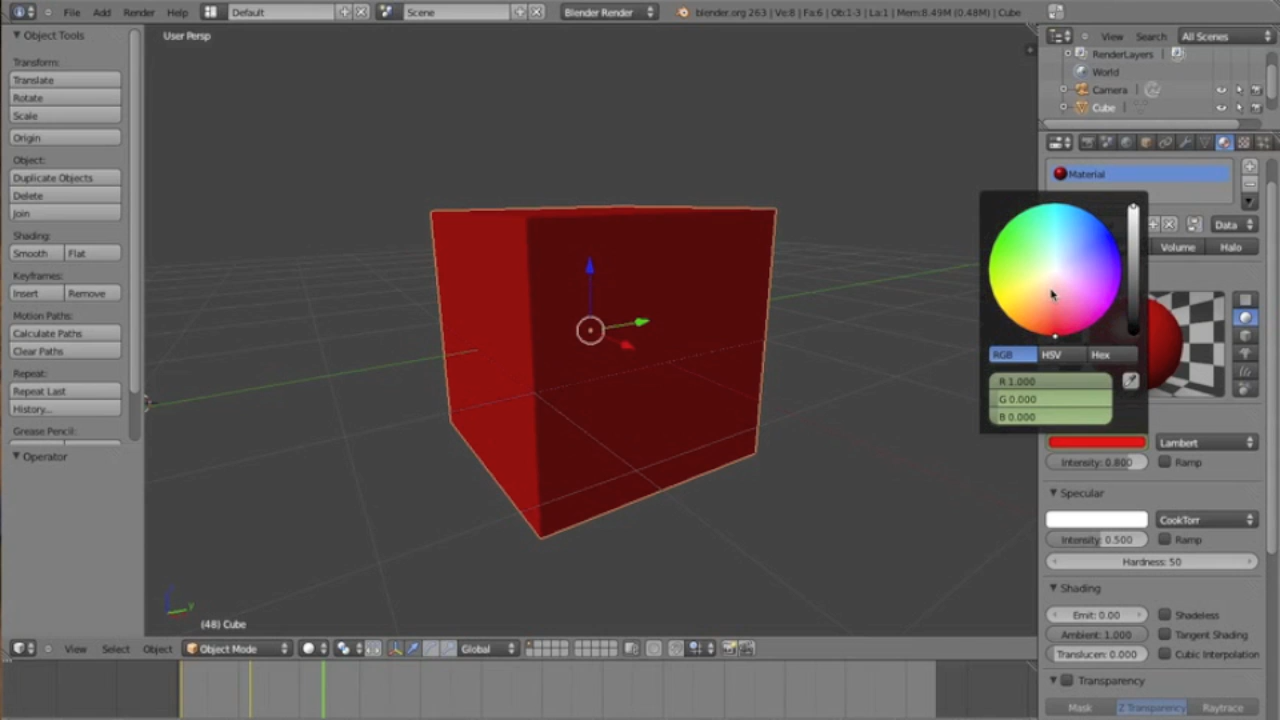 File Add Render Help Default Scene Blender Render blender.org 263 | Ve:8 | Fa:6 | Ob:1-3 | La:1 | Mem:8.49M (0.48M) | Cube
Object Tools
Transform:
Translate
Rotate
Scale
Origin
Object:
Duplicate Objects
Delete
Join
Shading:
Smooth Flat
Keyframes:
Insert Remove
Motion Paths:
Calculate Paths
Clear Paths
Repeat:
Repeat Last
History...
Grease Pencil:
Operator
User Persp
y
(48) Cube
View Select Object Object Mode Global
View Search All Scenes
RenderLayers |
World
Camera |
Cube |
Material
Data
Volume Halo
RGB HSV Hex
R 1.000
G 0.000
B 0.000
Lambert
Intensity: 0.800 Ramp
Specular
CookTorr
Intensity: 0.500 Ramp
Hardness: 50
Shading
Emit: 0.00 Shadeless
Ambient: 1.000 Tangent Shading
Translucen: 0.000 Cubic Interpolation
Transparency
Mask Z Transparency Raytrace